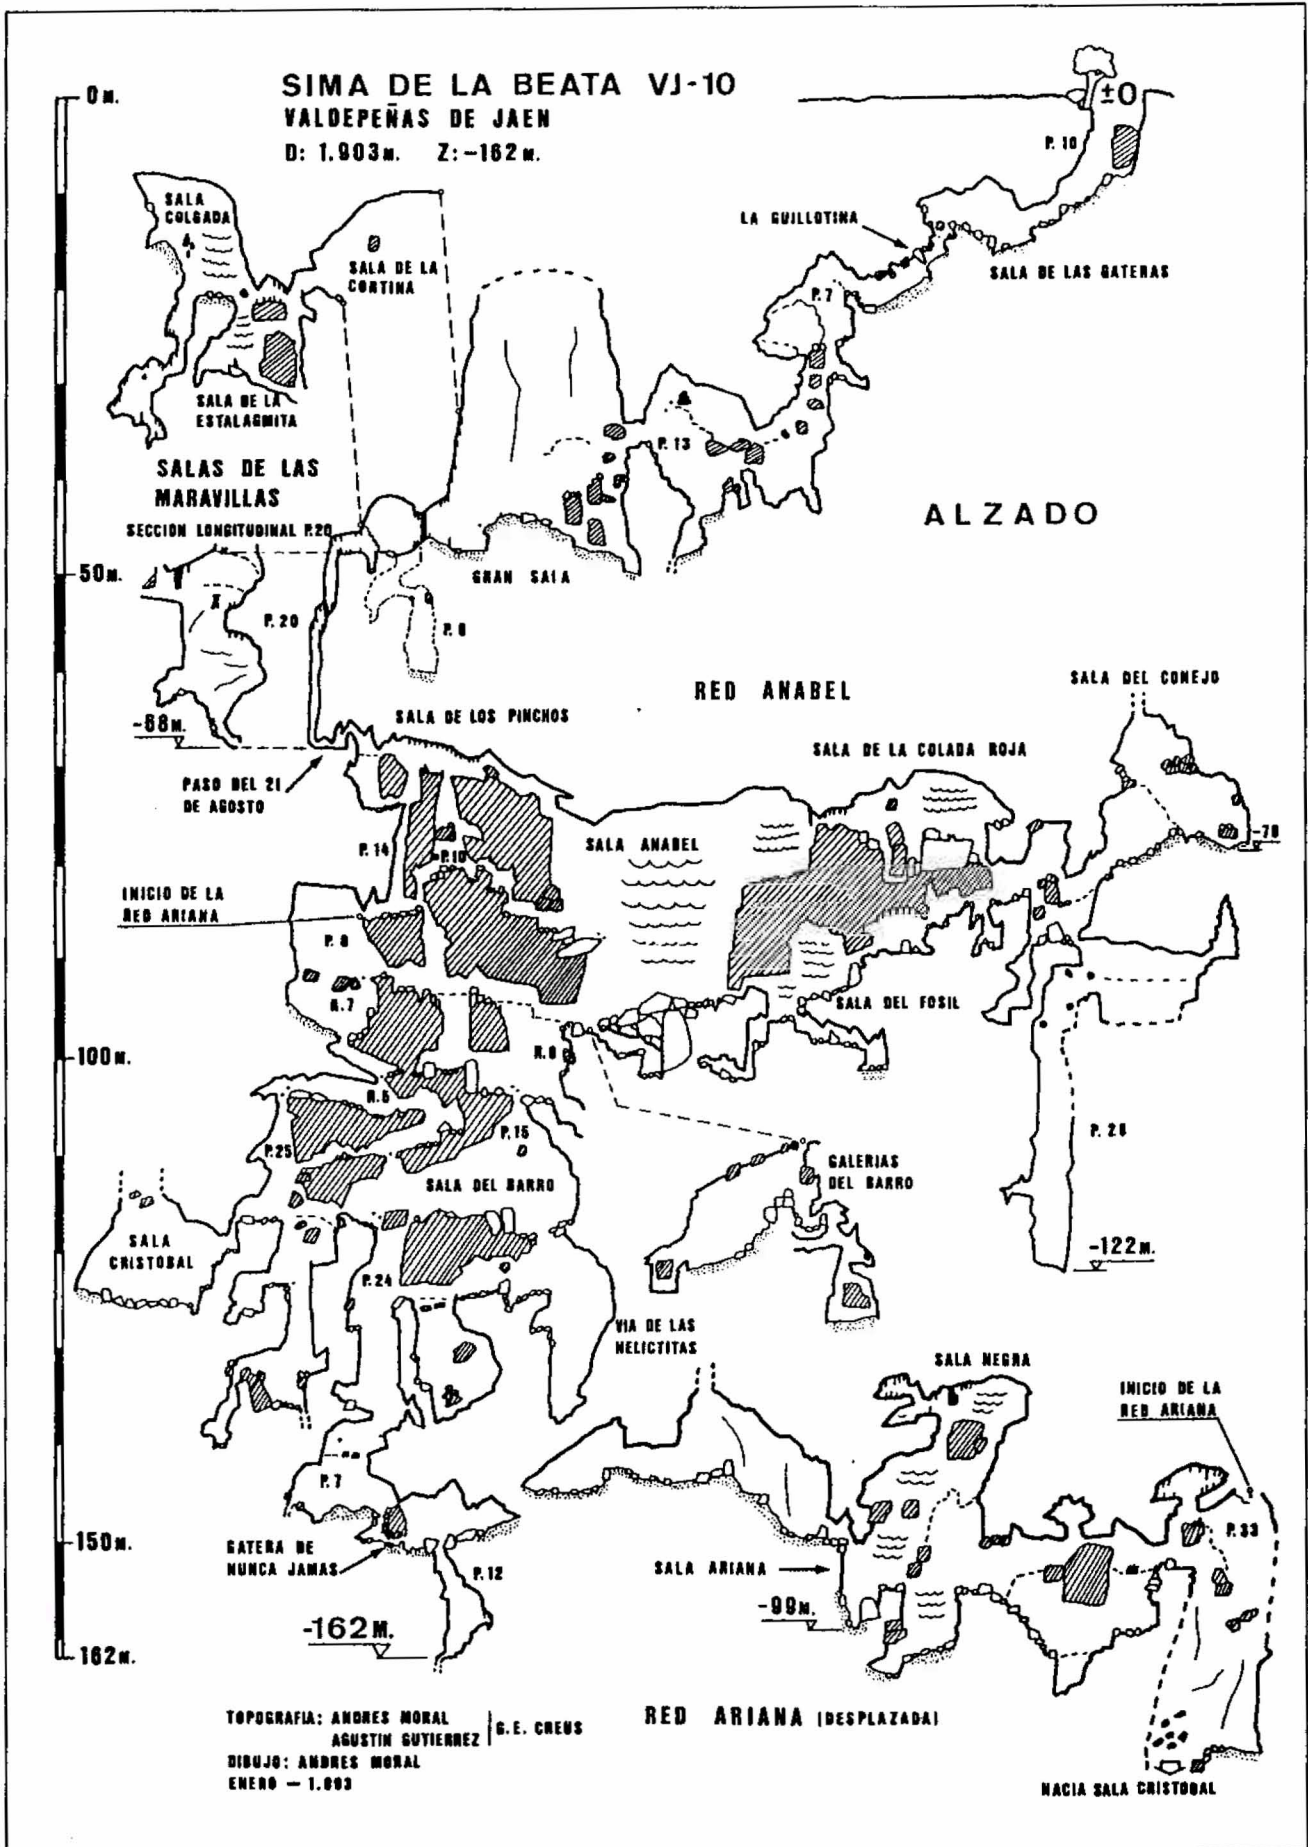 SIMA DE LA BEATA VJ-10
VALDEPEÑAS DE JAEN
D: 1.903M. Z: -162M.
0M.
±0
P. 10
SALA
COLGADA
SALA DE LA
CORTINA
LA GUILLOTINA
SALA DE LAS GATERAS
P. 7
SALA DE LA
ESTALAGMITA
P. 13
SALAS DE LAS
MARAVILLAS
SECCION LONGITUDINAL P.20
ALZADO
-50M.
GRAN SALA
P. 20
P. 8
-68M.
SALA DE LOS PINCHOS
RED ANABEL
SALA DEL CONEJO
SALA DE LA COLADA ROJA
PASO DEL 21
DE AGOSTO
P. 14
P.10
SALA ANABEL
-78
INICIO DE LA
RED ARIANA
P. 8
R. 7
SALA DEL FOSIL
-100M.
R. 8
R. 5
P. 15
P. 25
P. 28
GALERIAS
DEL BARRO
SALA DEL BARRO
SALA
CRISTOBAL
-122M.
P. 24
VIA DE LAS
HELICTITAS
SALA NEGRA
INICIO DE LA
RED ARIANA
P. 7
P. 33
-150M.
GATERA DE
NUNCA JAMAS
P. 12
SALA ARIANA
-99M.
-162M.
-162M.
TOPOGRAFIA: ANDRES MORAL
AGUSTIN GUTIERREZ
G.E. CREUS
DIBUJO: ANDRES MORAL
ENERO -
RED ARIANA (DESPLAZADA)
HACIA SALA CRISTOBAL